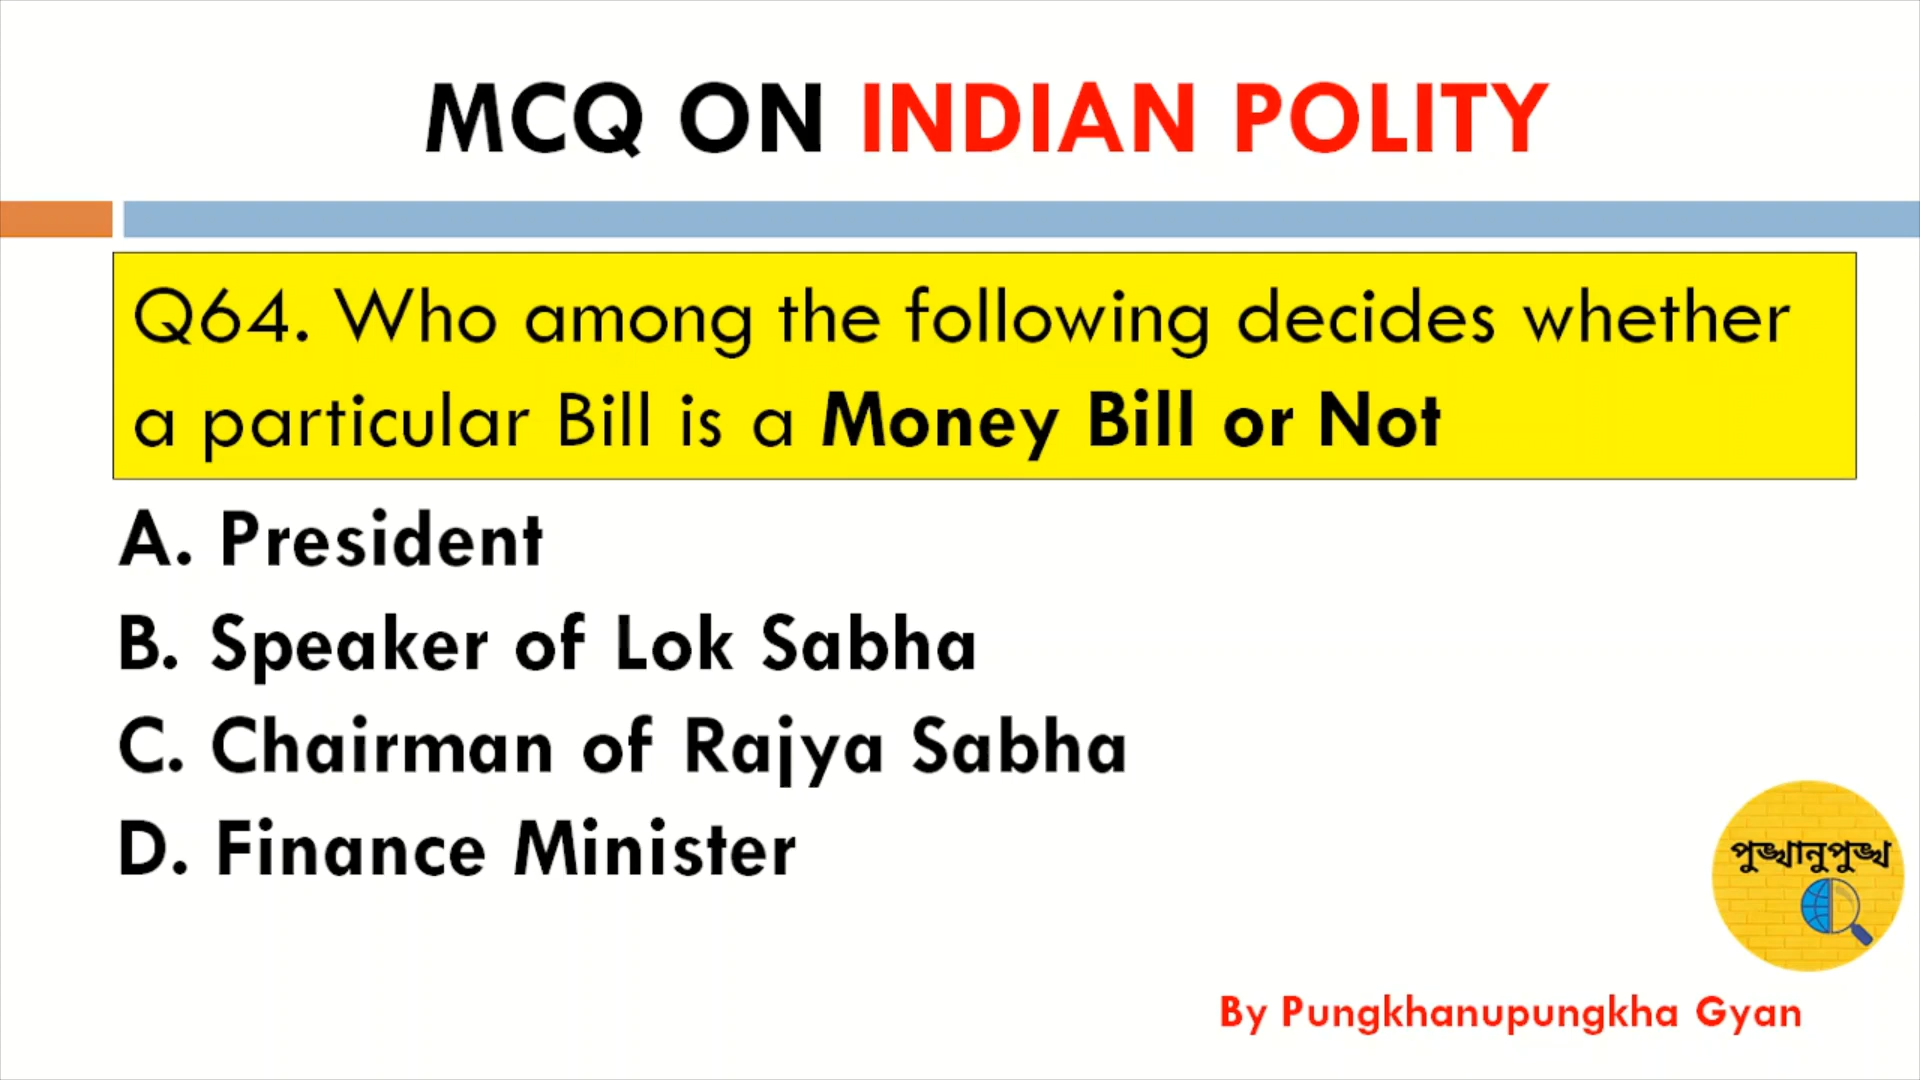 MCQ ON INDIAN POLITY
Q64. Who among the following decides whether
a particular Bill is a Money Bill or Not
A. President
B. Speaker of Lok Sabha
C. Chairman of Rajya Sabha
D. Finance Minister
পুঙ্খানুপুঙ্খ
By Pungkhanupungkha Gyan